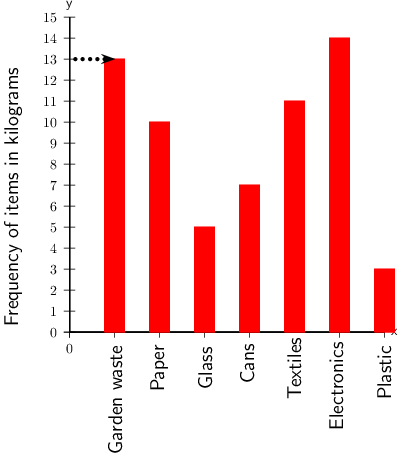 y
15
14
13
12
11
10
9
8
7
6
5
4
3
2
1
0
Frequency of items in kilograms
x
0
Garden waste
Paper
Glass
Cans
Textiles
Electronics
Plastic